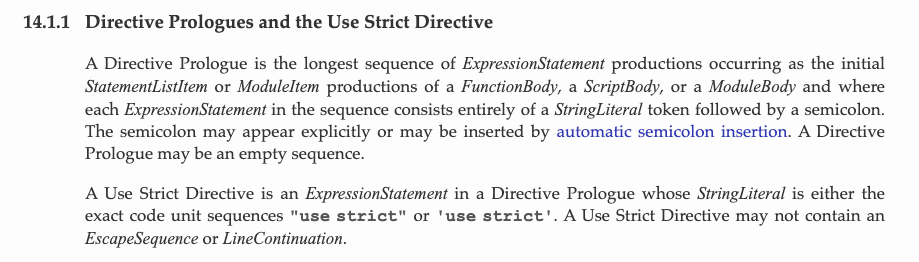 14.1.1 Directive Prologues and the Use Strict Directive
A Directive Prologue is the longest sequence of ExpressionStatement productions occurring as the initial
StatementListItem or ModuleItem productions of a FunctionBody, a ScriptBody, or a ModuleBody and where
each ExpressionStatement in the sequence consists entirely of a StringLiteral token followed by a semicolon.
The semicolon may appear explicitly or may be inserted by automatic semicolon insertion. A Directive
Prologue may be an empty sequence.
A Use Strict Directive is an ExpressionStatement in a Directive Prologue whose StringLiteral is either the
exact code unit sequences "use strict" or 'use strict'. A Use Strict Directive may not contain an
EscapeSequence or LineContinuation.